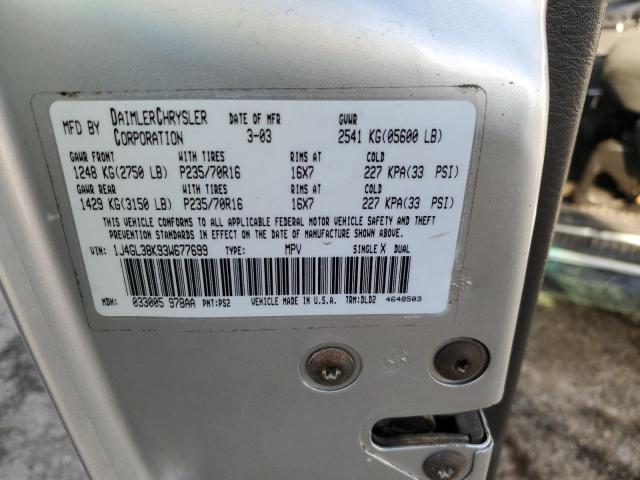 MFD BY DAIMLERCHRYSLER CORPORATION DATE OF MFR 3-03 GVWR 2541 KG(05600 LB)
GAWR FRONT WITH TIRES RIMS AT COLD
1248 KG(2750 LB) P235/70R16 16X7 227 KPA(33 PSI)
GAWR REAR WITH TIRES RIMS AT COLD
1429 KG(3150 LB) P235/70R16 16X7 227 KPA(33 PSI)
THIS VEHICLE CONFORMS TO ALL APPLICABLE FEDERAL MOTOR VEHICLE SAFETY AND THEFT
PREVENTION STANDARDS IN EFFECT ON THE DATE OF MANUFACTURE SHOWN ABOVE.
VIN: 1J4GL38K93W677699 TYPE: MPV SINGLE X DUAL
MDH: 033005 978AA PNT:PS2 VEHICLE MADE IN U.S.A. TRM:DLD2 4648503